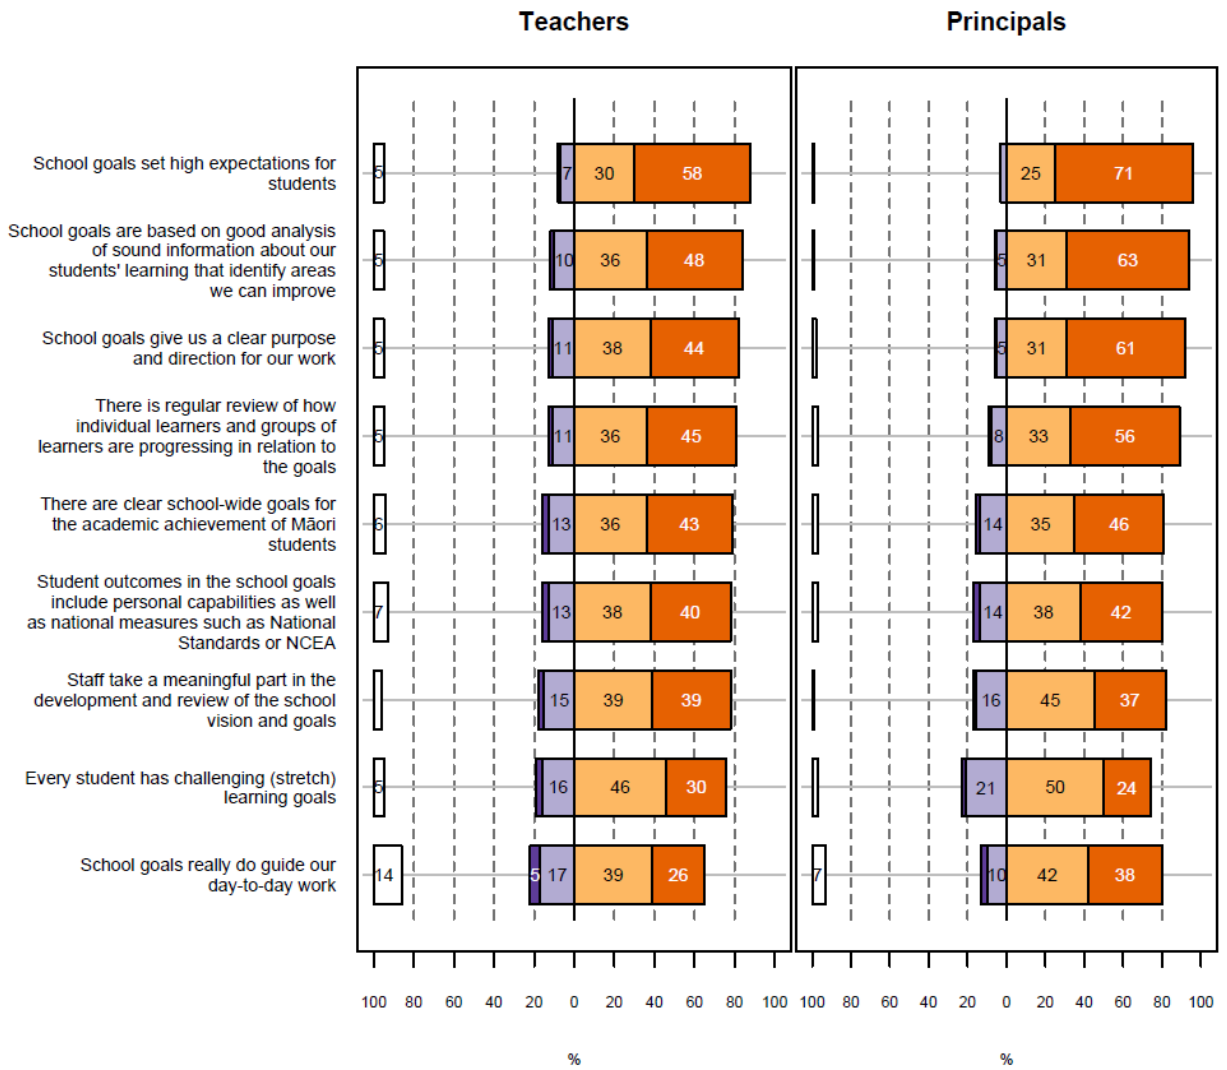 Teachers Principals
School goals set high expectations for
students
5 7 30 58 25 71
School goals are based on good analysis
of sound information about our
students' learning that identify areas
we can improve
5 10 36 48 5 31 63
School goals give us a clear purpose
and direction for our work
5 11 38 44 5 31 61
There is regular review of how
individual learners and groups of
learners are progressing in relation to
the goals
5 11 36 45 8 33 56
There are clear school-wide goals for
the academic achievement of Māori
students
6 13 36 43 14 35 46
Student outcomes in the school goals
include personal capabilities as well
as national measures such as National
Standards or NCEA
7 13 38 40 14 38 42
Staff take a meaningful part in the
development and review of the school
vision and goals
15 39 39 16 45 37
Every student has challenging (stretch)
learning goals
5 16 46 30 21 50 24
School goals really do guide our
day-to-day work
14 5 17 39 26 7 10 42 38
100 80 60 40 20 0 20 40 60 80 100 100 80 60 40 20 0 20 40 60 80 100
% %